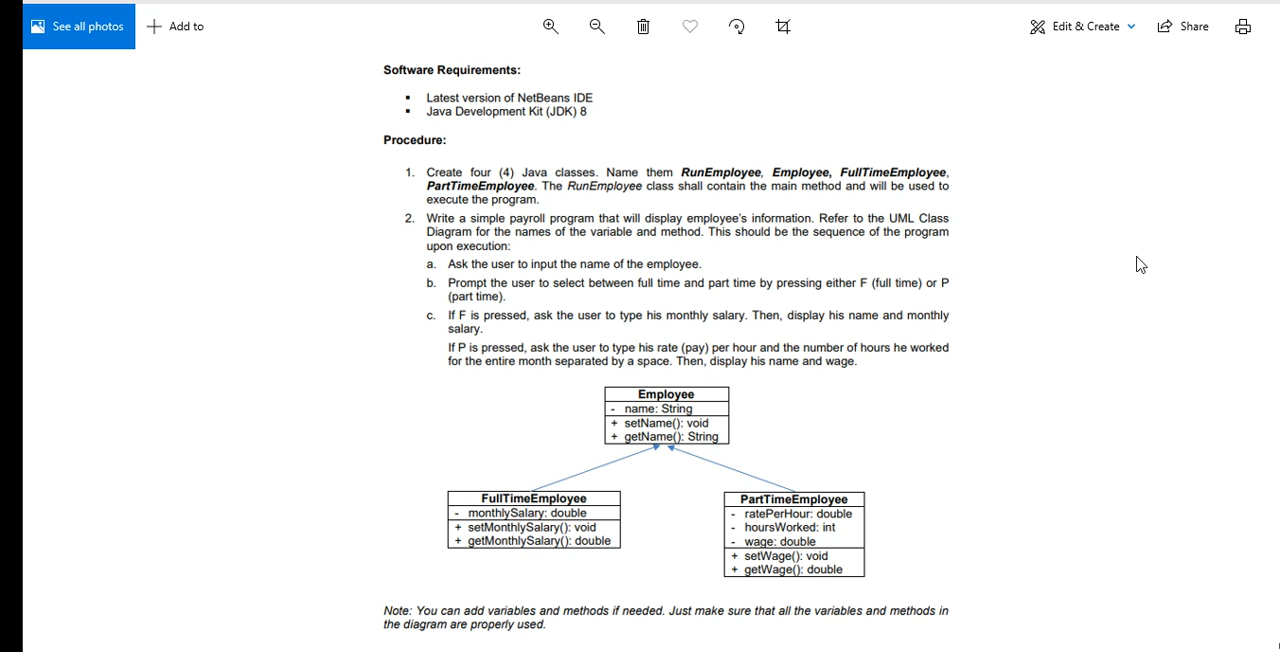 See all photos
Add to
Edit & Create
Share
Software Requirements:
▪ Latest version of NetBeans IDE
▪ Java Development Kit (JDK) 8
Procedure:
1. Create four (4) Java classes. Name them RunEmployee, Employee, FullTimeEmployee,
PartTimeEmployee. The RunEmployee class shall contain the main method and will be used to
execute the program.
2. Write a simple payroll program that will display employee's information. Refer to the UML Class
Diagram for the names of the variable and method. This should be the sequence of the program
upon execution:
a. Ask the user to input the name of the employee.
b. Prompt the user to select between full time and part time by pressing either F (full time) or P
(part time).
c. If F is pressed, ask the user to type his monthly salary. Then, display his name and monthly
salary.
If P is pressed, ask the user to type his rate (pay) per hour and the number of hours he worked
for the entire month separated by a space. Then, display his name and wage.
Employee
- name: String
+ setName(): void
+ getName(): String
FullTimeEmployee
- monthlySalary: double
+ setMonthlySalary(): void
+ getMonthlySalary(): double
PartTimeEmployee
- ratePerHour: double
- hoursWorked: int
- wage: double
+ setWage(): void
+ getWage(): double
Note: You can add variables and methods if needed. Just make sure that all the variables and methods in
the diagram are properly used.